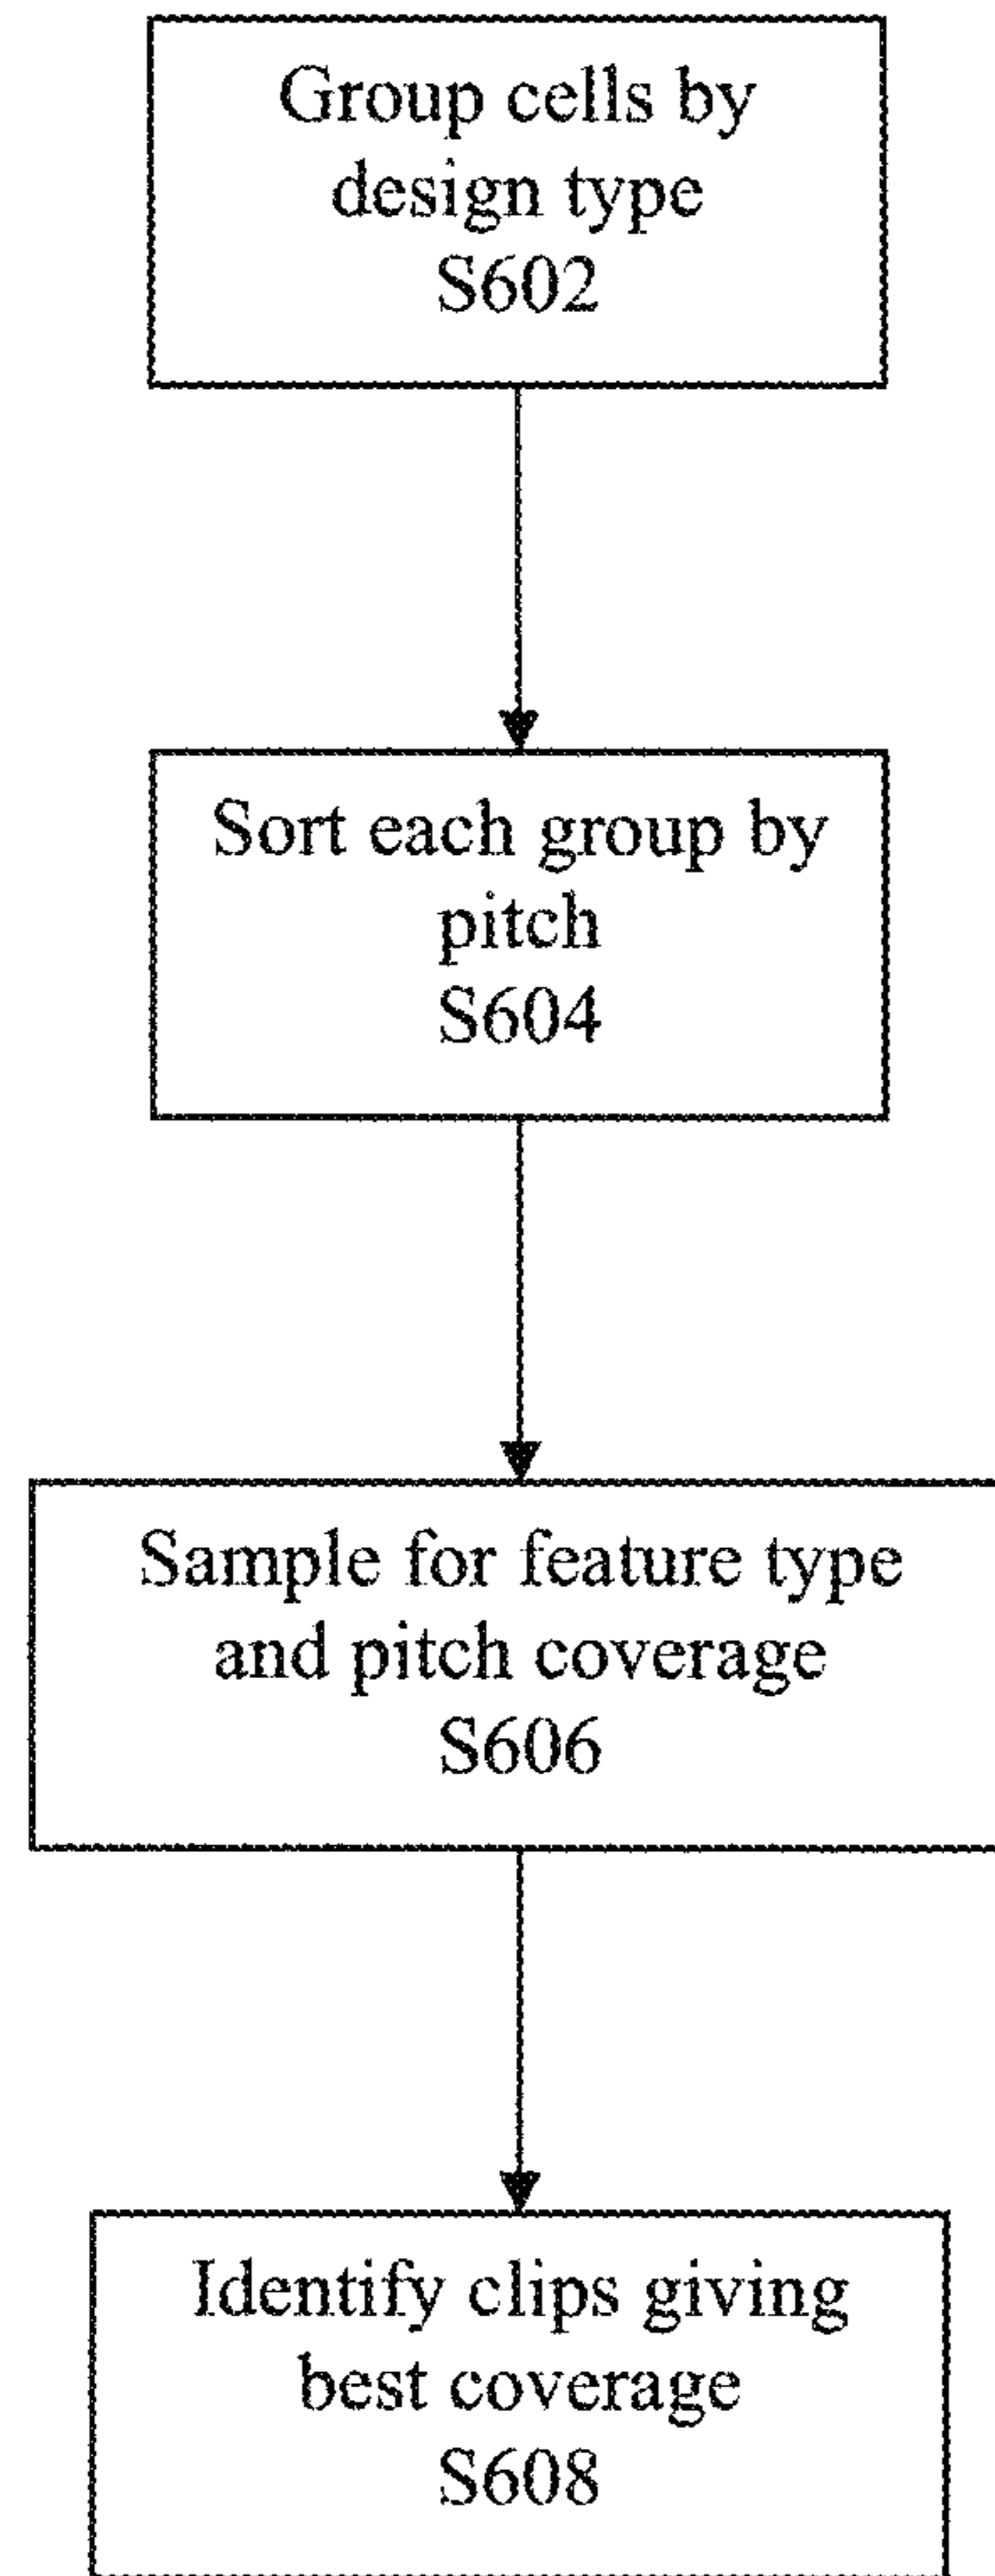 Group cells by
design type
S602
Sort each group by
pitch
S604
Sample for feature type
and pitch coverage
S606
Identify clips giving
best coverage
S608